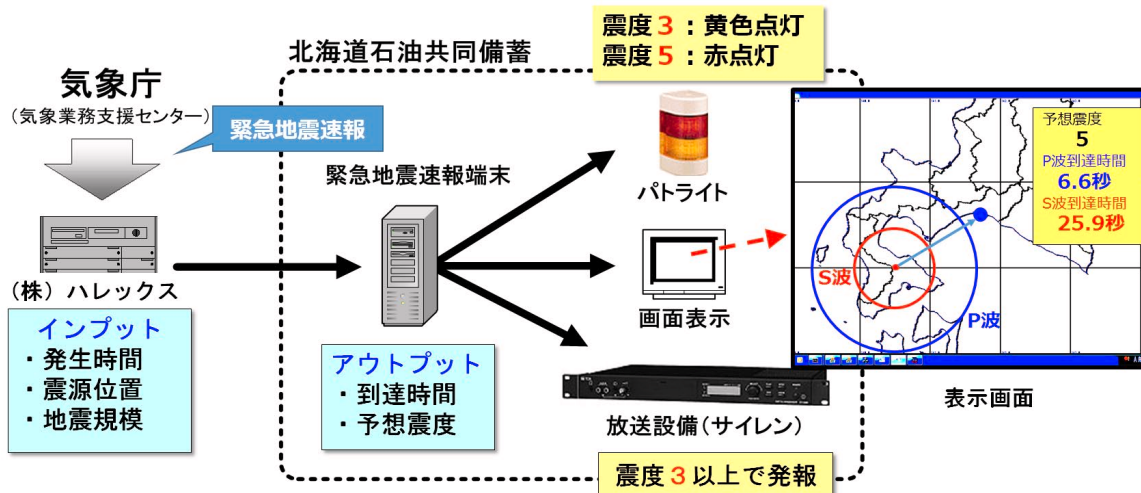 震度3：黄色点灯
震度5：赤点灯
北海道石油共同備蓄
気象庁
(気象業務支援センター)
緊急地震速報
緊急地震速報端末
パトライト
予想震度
5
P波到達時間
6.6秒
S波到達時間
25.9秒
S波
P波
(株) ハレックス
画面表示
インプット
・発生時間
・震源位置
・地震規模
アウトプット
・到達時間
・予想震度
放送設備(サイレン)
表示画面
震度3以上で発報